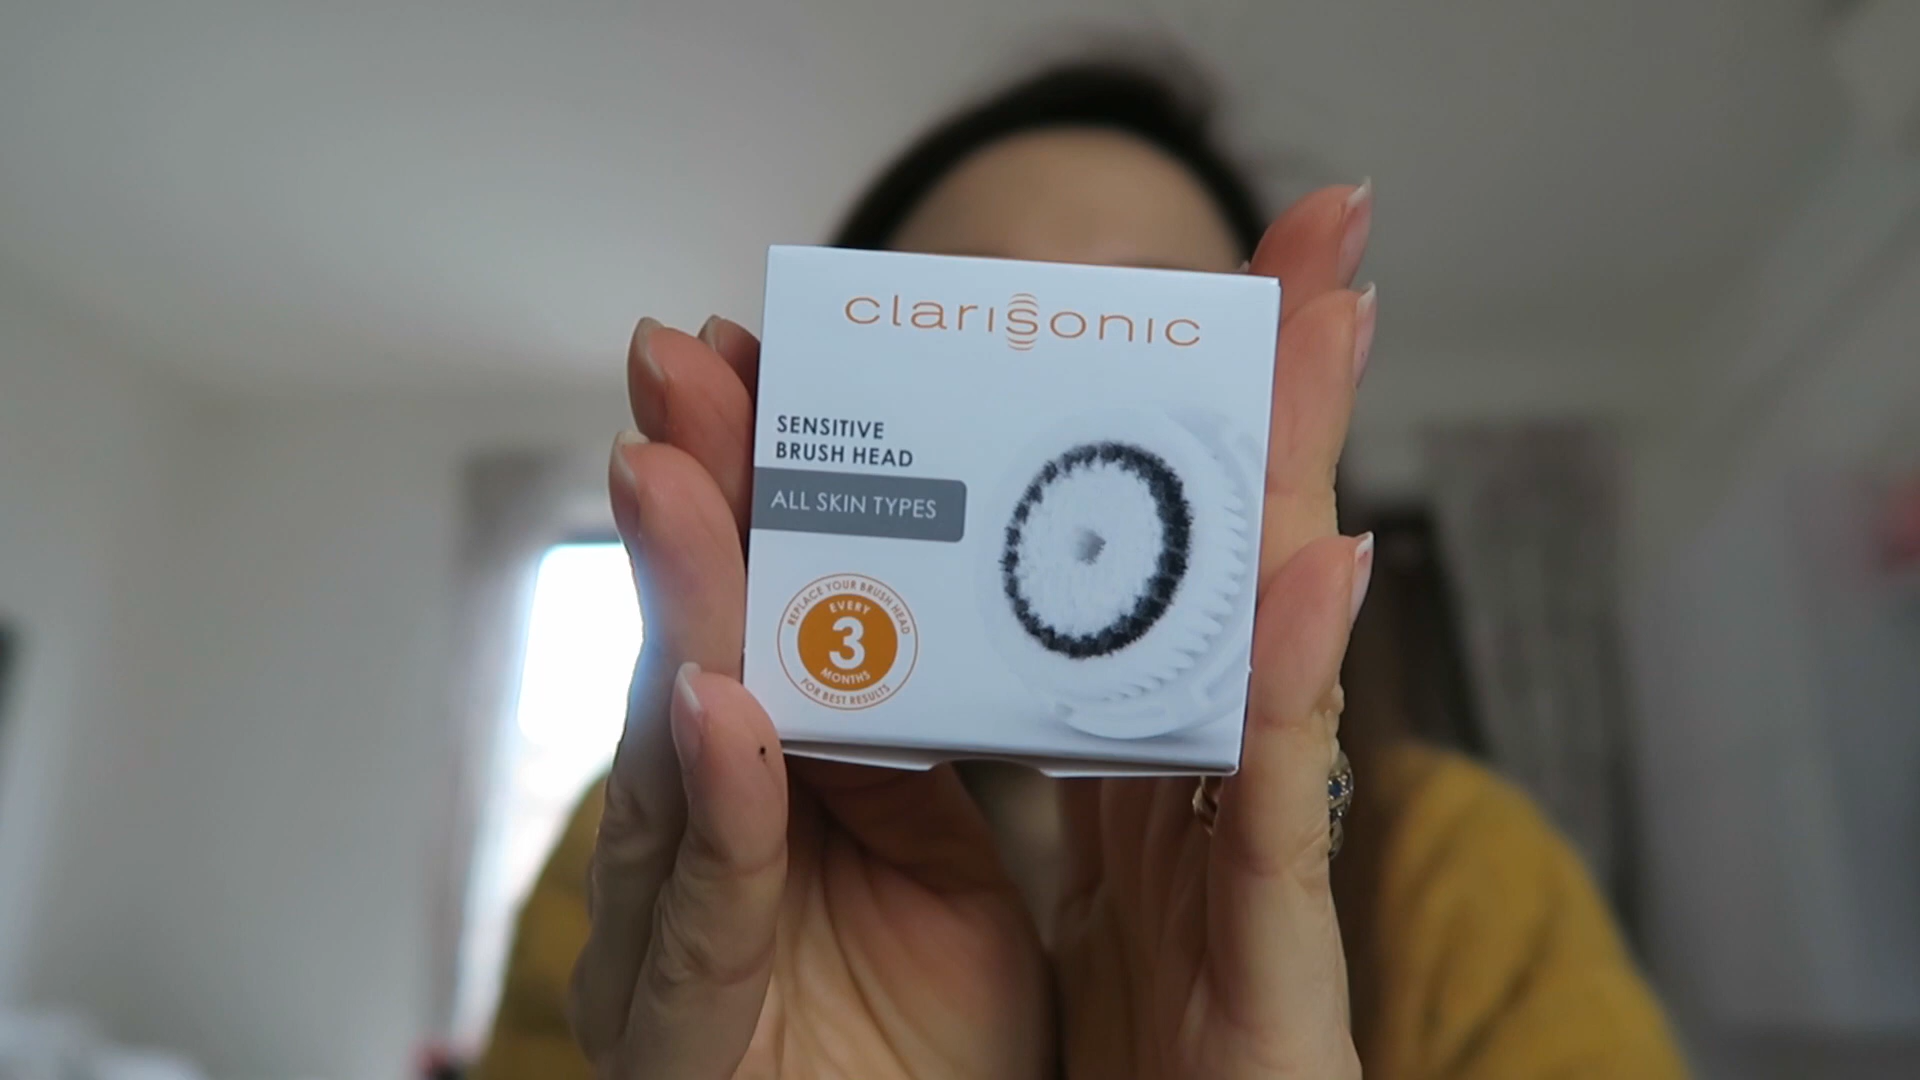 clarisonic
SENSITIVE
BRUSH HEAD
ALL SKIN TYPES
REPLACE YOUR BRUSH HEAD
EVERY
3
MONTHS
FOR BEST RESULTS